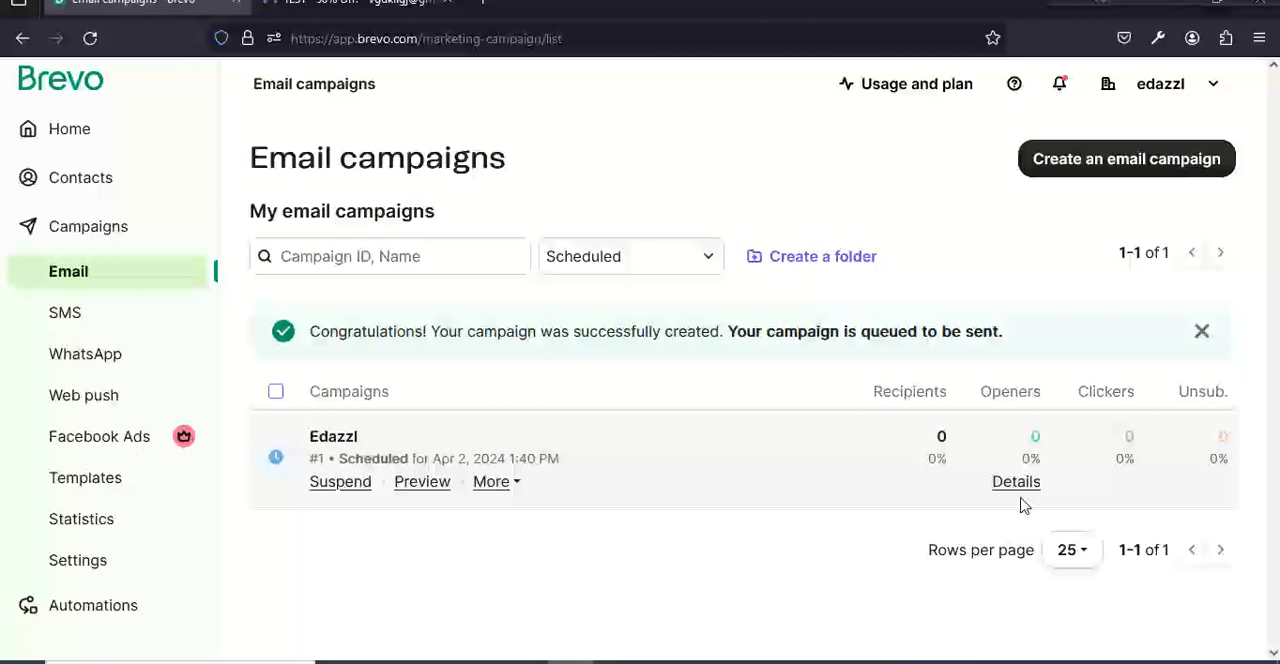 https://app.brevo.com/marketing-campaign/list
Brevo
Email campaigns
Usage and plan
edazzl
Home
Contacts
Campaigns
Email
SMS
WhatsApp
Web push
Facebook Ads
Templates
Statistics
Settings
Automations
Email campaigns
Create an email campaign
My email campaigns
Campaign ID, Name
Scheduled
Create a folder
1-1 of 1
Congratulations! Your campaign was successfully created. Your campaign is queued to be sent.
Campaigns Recipients Openers Clickers Unsub.
Edazzl 0 0 0 0
#1 • Scheduled for Apr 2, 2024 1:40 PM 0% 0% 0% 0%
Suspend Preview More Details
Rows per page 25 1-1 of 1